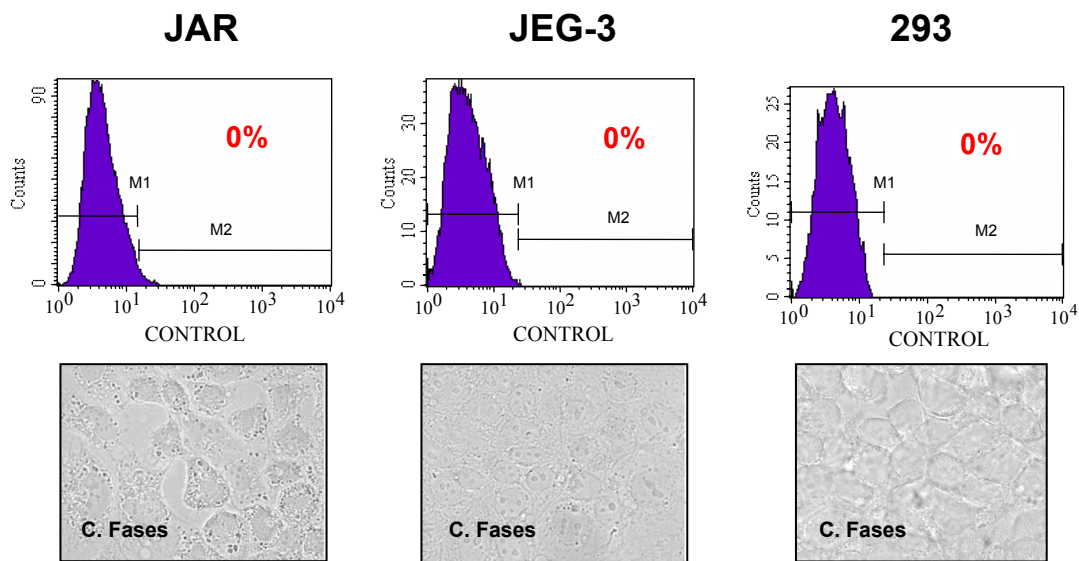 JAR
JEG-3
293
90
0
Counts
0%
M1
M2
10^0 10^1 10^2 10^3 10^4
CONTROL
30
20
10
0
Counts
0%
M1
M2
10^0 10^1 10^2 10^3 10^4
CONTROL
25
20
15
10
5
0
Counts
0%
M1
M2
10^0 10^1 10^2 10^3 10^4
CONTROL
C. Fases
C. Fases
C. Fases